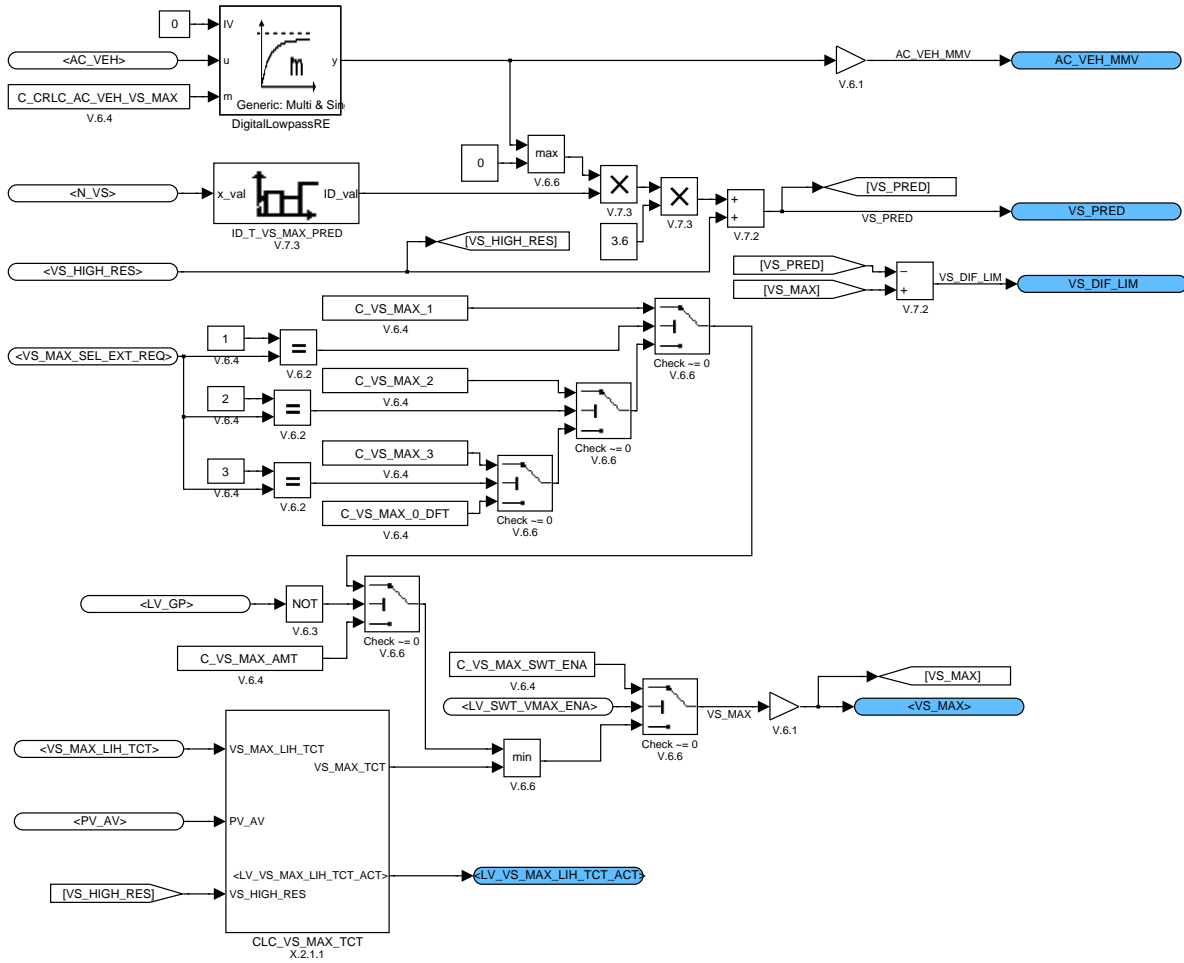 0
IV
<AC_VEH>
u
y
C_CRLC_AC_VEH_VS_MAX
m
V.6.4
Generic: Multi & Sin
DigitalLowpassRE
AC_VEH_MMV
V.6.1
AC_VEH_MMV
0
max
V.6.6
<N_VS>
x_val
ID_val
ID_T_VS_MAX_PRED
V.7.3
V.7.3
V.7.3
3.6
+
+
V.7.2
[VS_PRED]
VS_PRED
VS_PRED
[VS_HIGH_RES]
<VS_HIGH_RES>
[VS_PRED]
[VS_MAX]
−
+
V.7.2
VS_DIF_LIM
VS_DIF_LIM
C_VS_MAX_1
V.6.4
<VS_MAX_SEL_EXT_REQ>
1
V.6.4
=
V.6.2
Check ~= 0
V.6.6
C_VS_MAX_2
V.6.4
2
V.6.4
=
V.6.2
Check ~= 0
V.6.6
C_VS_MAX_3
V.6.4
3
V.6.4
=
V.6.2
C_VS_MAX_0_DFT
V.6.4
Check ~= 0
V.6.6
<LV_GP>
NOT
V.6.3
C_VS_MAX_AMT
V.6.4
Check ~= 0
V.6.6
C_VS_MAX_SWT_ENA
V.6.4
<LV_SWT_VMAX_ENA>
Check ~= 0
V.6.6
VS_MAX
V.6.1
[VS_MAX]
<VS_MAX>
<VS_MAX_LIH_TCT>
VS_MAX_LIH_TCT
VS_MAX_TCT
min
V.6.6
<PV_AV>
PV_AV
<LV_VS_MAX_LIH_TCT_ACT>
<LV_VS_MAX_LIH_TCT_ACT>
[VS_HIGH_RES]
VS_HIGH_RES
CLC_VS_MAX_TCT
X.2.1.1